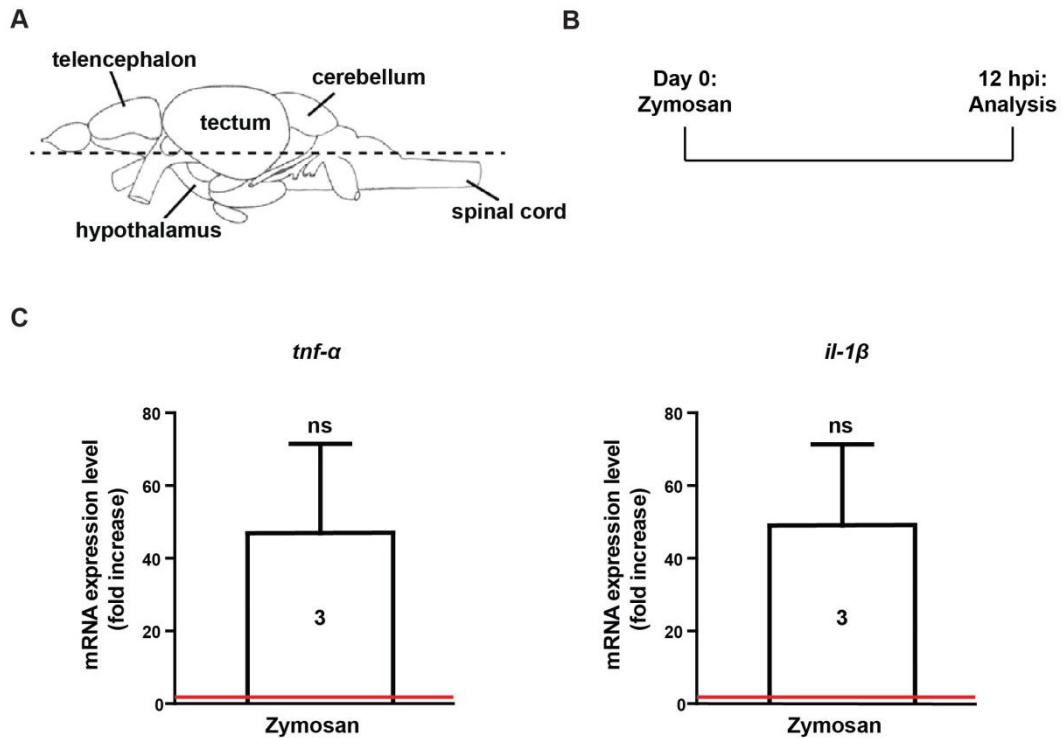 A
telencephalon
cerebellum
tectum
hypothalamus
spinal cord
B
Day 0:
Zymosan
12 hpi:
Analysis
C
tnf-α
mRNA expression level
(fold increase)
80
60
40
20
0
ns
3
Zymosan
il-1β
mRNA expression level
(fold increase)
80
60
40
20
0
ns
3
Zymosan